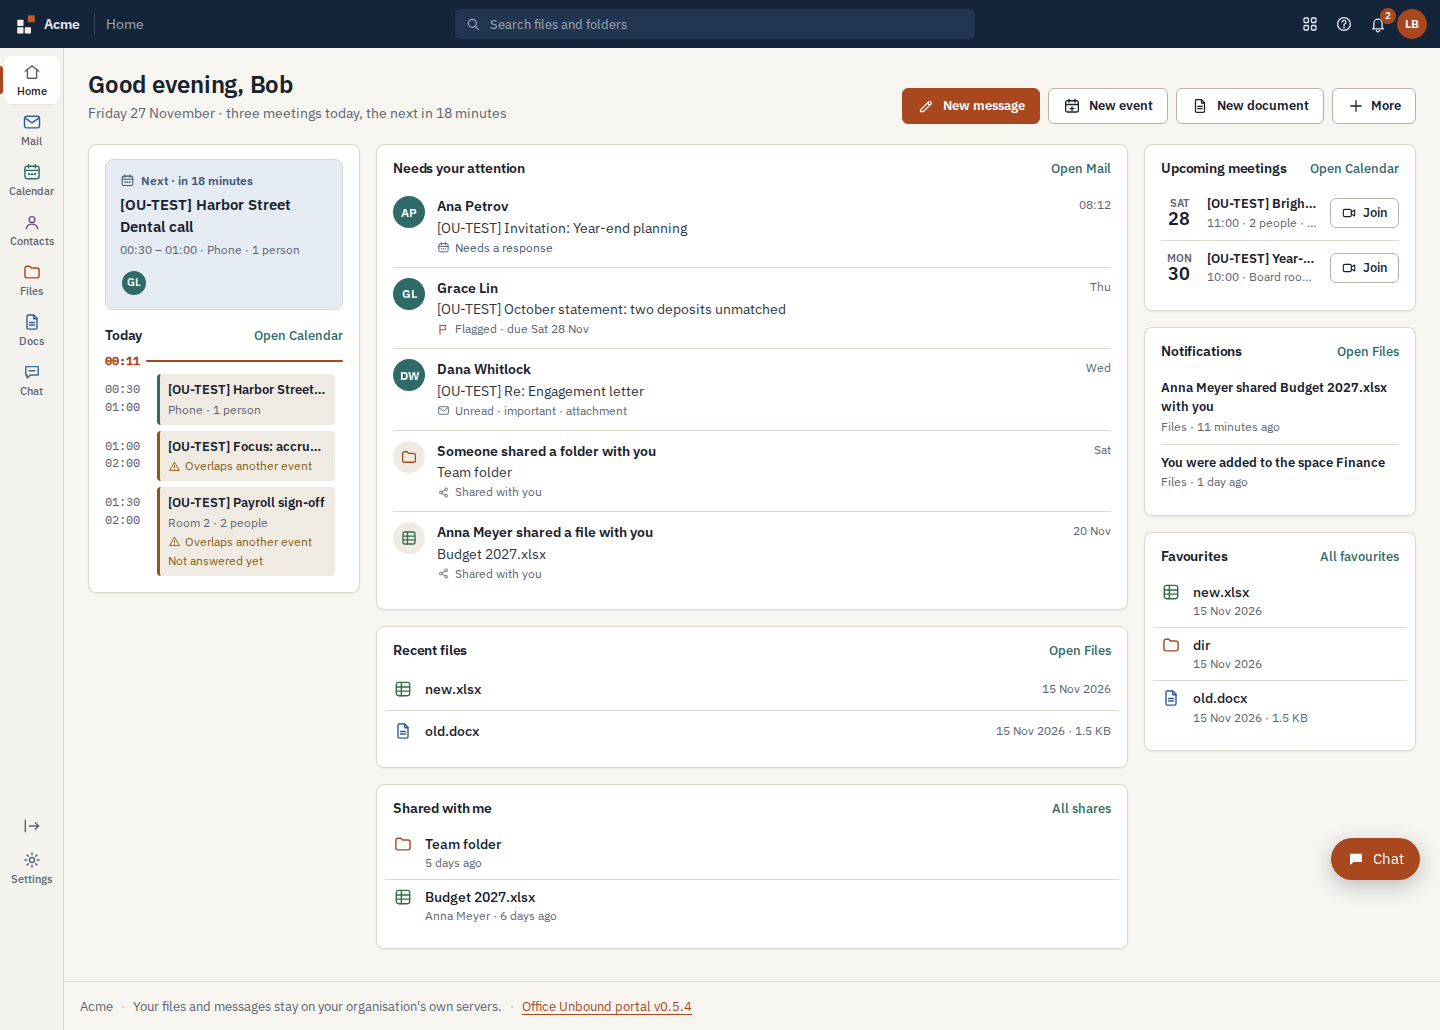 Acme
Home
Search files and folders
2
LB
Home
Mail
Calendar
Contacts
Files
Docs
Chat
Settings
Good evening, Bob
Friday 27 November · three meetings today, the next in 18 minutes
New message
New event
New document
More
Next · in 18 minutes
[OU-TEST] Harbor Street
Dental call
00:30 – 01:00 · Phone · 1 person
GL
Today
Open Calendar
00:11
00:30
01:00
[OU-TEST] Harbor Street...
Phone · 1 person
01:00
02:00
[OU-TEST] Focus: accru...
Overlaps another event
01:30
02:00
[OU-TEST] Payroll sign-off
Room 2 · 2 people
Overlaps another event
Not answered yet
Needs your attention
Open Mail
AP
Ana Petrov
08:12
[OU-TEST] Invitation: Year-end planning
Needs a response
GL
Grace Lin
Thu
[OU-TEST] October statement: two deposits unmatched
Flagged · due Sat 28 Nov
DW
Dana Whitlock
Wed
[OU-TEST] Re: Engagement letter
Unread · important · attachment
Someone shared a folder with you
Sat
Team folder
Shared with you
Anna Meyer shared a file with you
20 Nov
Budget 2027.xlsx
Shared with you
Recent files
Open Files
new.xlsx
15 Nov 2026
old.docx
15 Nov 2026 · 1.5 KB
Shared with me
All shares
Team folder
5 days ago
Budget 2027.xlsx
Anna Meyer · 6 days ago
Upcoming meetings
Open Calendar
SAT
28
[OU-TEST] Brigh...
11:00 · 2 people · ...
Join
MON
30
[OU-TEST] Year-...
10:00 · Board roo...
Join
Notifications
Open Files
Anna Meyer shared Budget 2027.xlsx
with you
Files · 11 minutes ago
You were added to the space Finance
Files · 1 day ago
Favourites
All favourites
new.xlsx
15 Nov 2026
dir
15 Nov 2026
old.docx
15 Nov 2026 · 1.5 KB
Chat
Acme · Your files and messages stay on your organisation's own servers. · Office Unbound portal v0.5.4